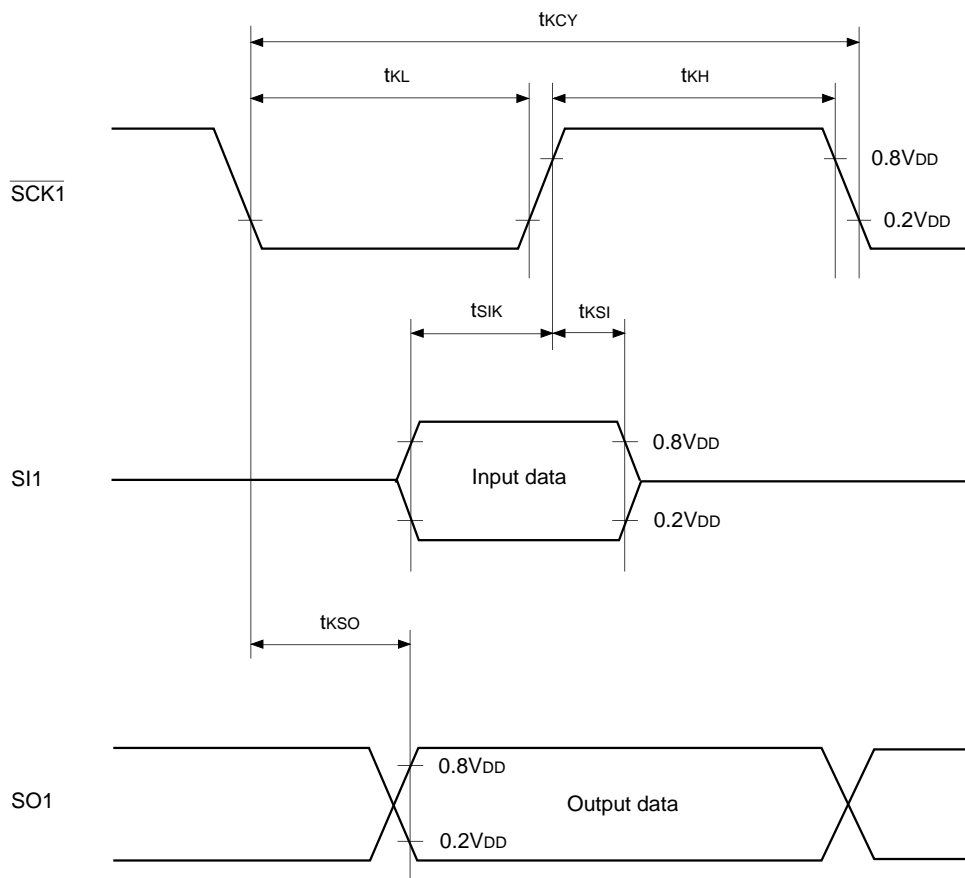 tKCY
tKL
tKH
0.8VDD
SCK1
0.2VDD
tSIK
tKSI
0.8VDD
SI1
Input data
0.2VDD
tKSO
0.8VDD
SO1
Output data
0.2VDD